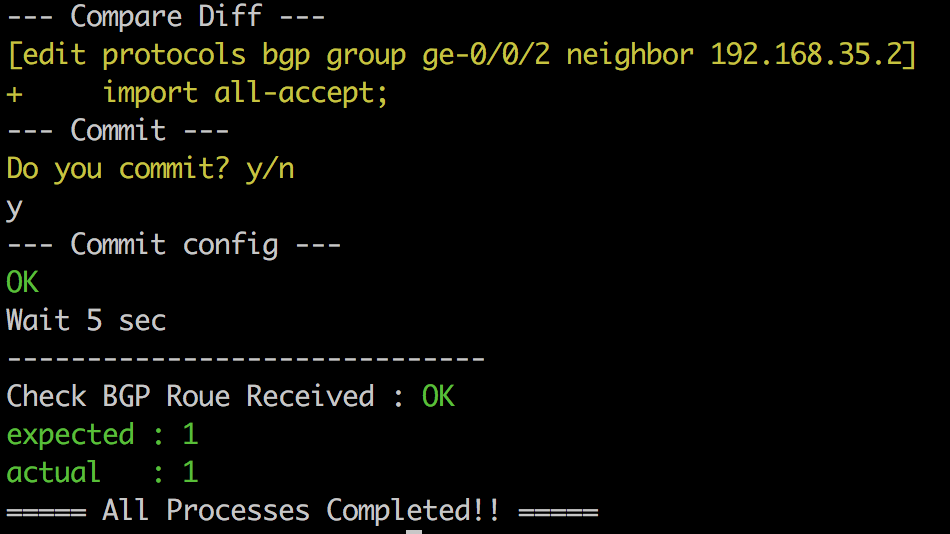 --- Compare Diff ---
[edit protocols bgp group ge-0/0/2 neighbor 192.168.35.2]
+     import all-accept;
--- Commit ---
Do you commit? y/n
y
--- Commit config ---
OK
Wait 5 sec
------------------------------
Check BGP Roue Received : OK
expected : 1
actual   : 1
===== All Processes Completed!! =====